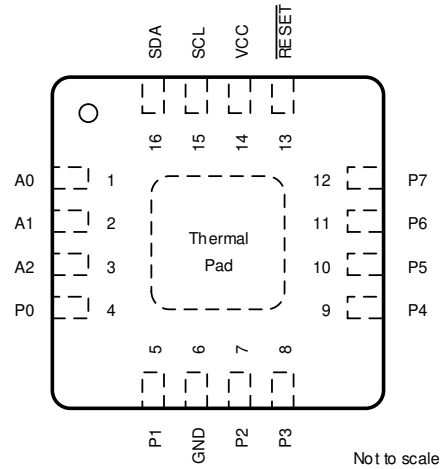 SDA
SCL
VCC
RESET
16
15
14
13
A0 1
12 P7
A1 2
11 P6
A2 3
10 P5
P0 4
9 P4
Thermal
Pad
5
6
7
8
P1
GND
P2
P3
Not to scale